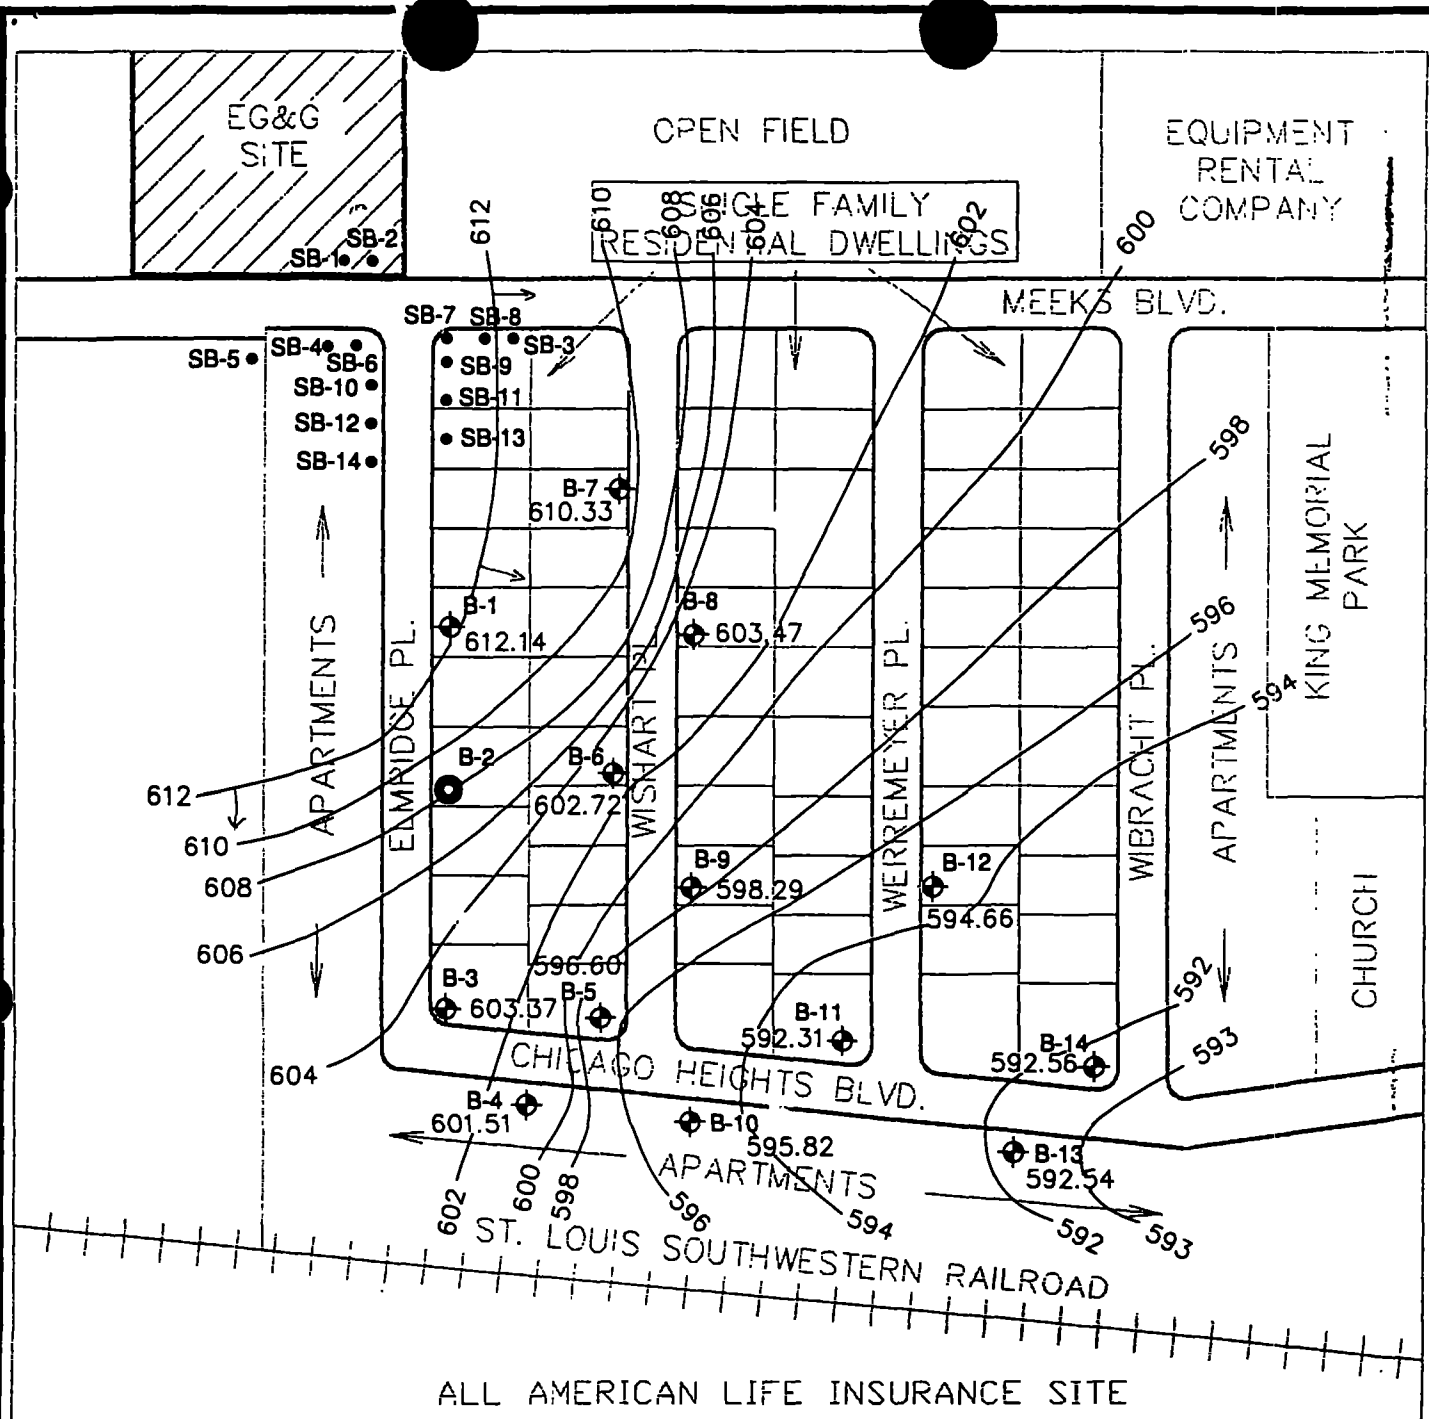 EG&G
SITE
OPEN FIELD
EQUIPMENT
RENTAL
COMPANY
SINGLE FAMILY
RESIDENTIAL DWELLINGS
612
610
608
606
604
602
600
SB-2
SB-1
MEEKS BLVD.
SB-7
SB-8
SB-3
SB-5
SB-4
SB-6
SB-9
SB-10
SB-11
SB-12
SB-13
SB-14
598
B-7
610.33
KING MEMORIAL
PARK
B-1
612.14
B-8
603.47
596
594
APARTMENTS
ELMRIDGE PL.
WISHART PL.
WERREMEYER PL.
WIBRACHT PL.
APARTMENTS
B-2
B-6
602.72
612
610
608
606
604
B-9
598.29
B-12
594.66
CHURCH
596.60
B-3
603.37
B-5
B-11
592.31
592
B-14
592.56
593
CHICAGO HEIGHTS BLVD.
B-4
601.51
B-10
595.82
B-13
592.54
APARTMENTS
602
600
598
596
594
592
593
ST. LOUIS SOUTHWESTERN RAILROAD
ALL AMERICAN LIFE INSURANCE SITE